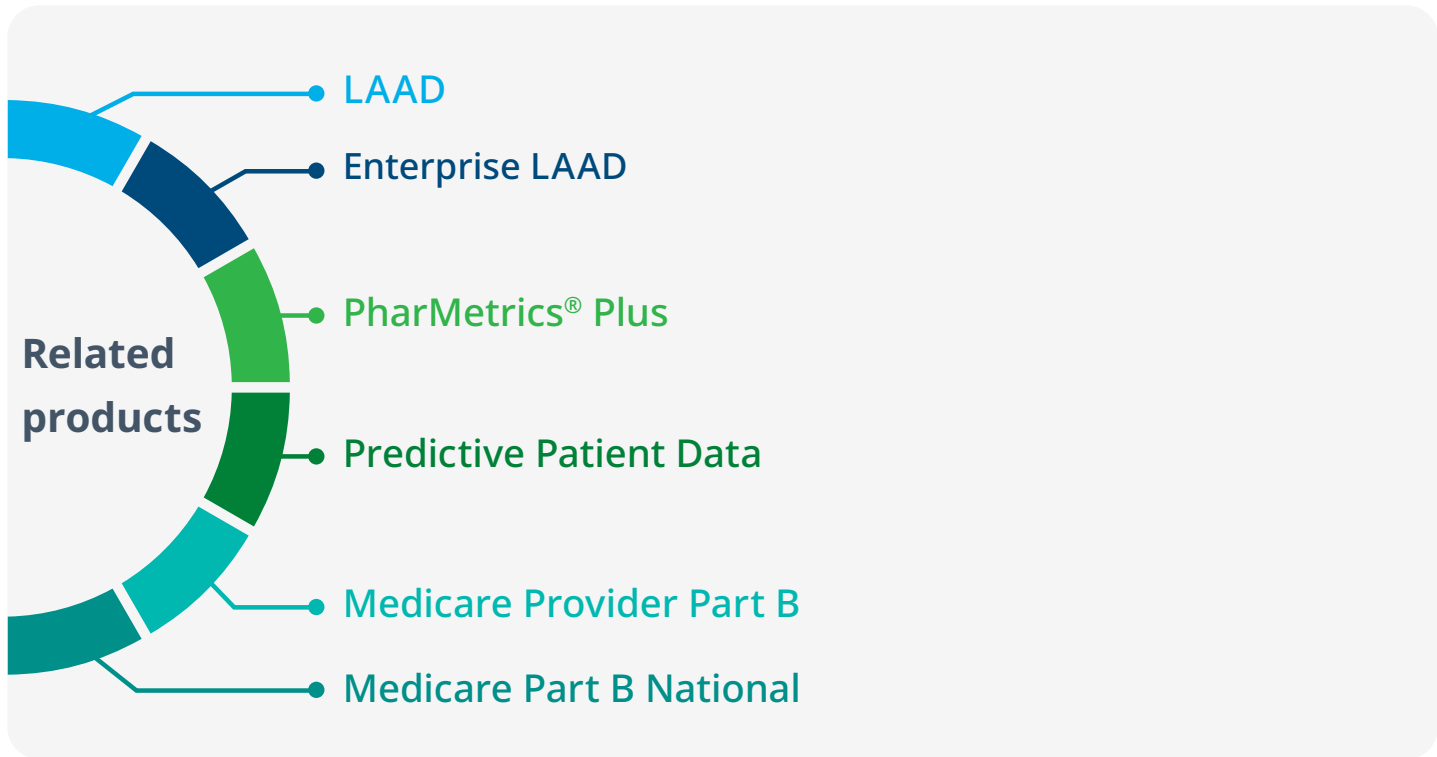 LAAD
Enterprise LAAD
PharMetrics® Plus
Related
products
Predictive Patient Data
Medicare Provider Part B
Medicare Part B National